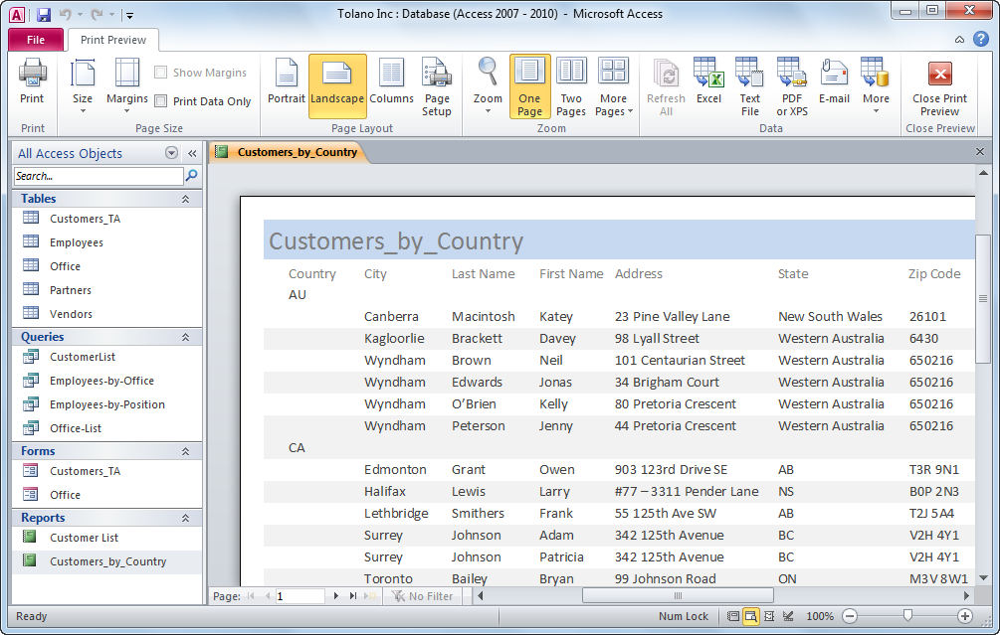 Tolano Inc : Database (Access 2007 - 2010) - Microsoft Access
File Print Preview
Print
Size
Margins
Show Margins
Print Data Only
Portrait
Landscape
Columns
Page Setup
Zoom
One Page
Two Pages
More Pages
Refresh All
Excel
Text File
PDF or XPS
E-mail
More
Close Print Preview
Print Page Size Page Layout Zoom Data Close Preview
All Access Objects
Search...
Tables
Customers_TA
Employees
Office
Partners
Vendors
Queries
CustomerList
Employees-by-Office
Employees-by-Position
Office-List
Forms
Customers_TA
Office
Reports
Customer List
Customers_by_Country
Customers_by_Country
Customers_by_Country
Country City Last Name First Name Address State Zip Code
AU
Canberra Macintosh Katey 23 Pine Valley Lane New South Wales 26101
Kagloorlie Brackett Davey 98 Lyall Street Western Australia 6430
Wyndham Brown Neil 101 Centaurian Street Western Australia 650216
Wyndham Edwards Jonas 34 Brigham Court Western Australia 650216
Wyndham O’Brien Kelly 80 Pretoria Crescent Western Australia 650216
Wyndham Peterson Jenny 44 Pretoria Crescent Western Australia 650216
CA
Edmonton Grant Owen 903 123rd Drive SE AB T3R 9N1
Halifax Lewis Larry #77 – 3311 Pender Lane NS B0P 2N3
Lethbridge Smithers Frank 55 125th Ave SW AB T2J 5A4
Surrey Johnson Adam 342 125th Avenue BC V2H 4Y1
Surrey Johnson Patricia 342 125th Avenue BC V2H 4Y1
Toronto Bailey Bryan 99 Johnson Road ON M3V 8W1
Page: 1 No Filter
Ready Num Lock 100%